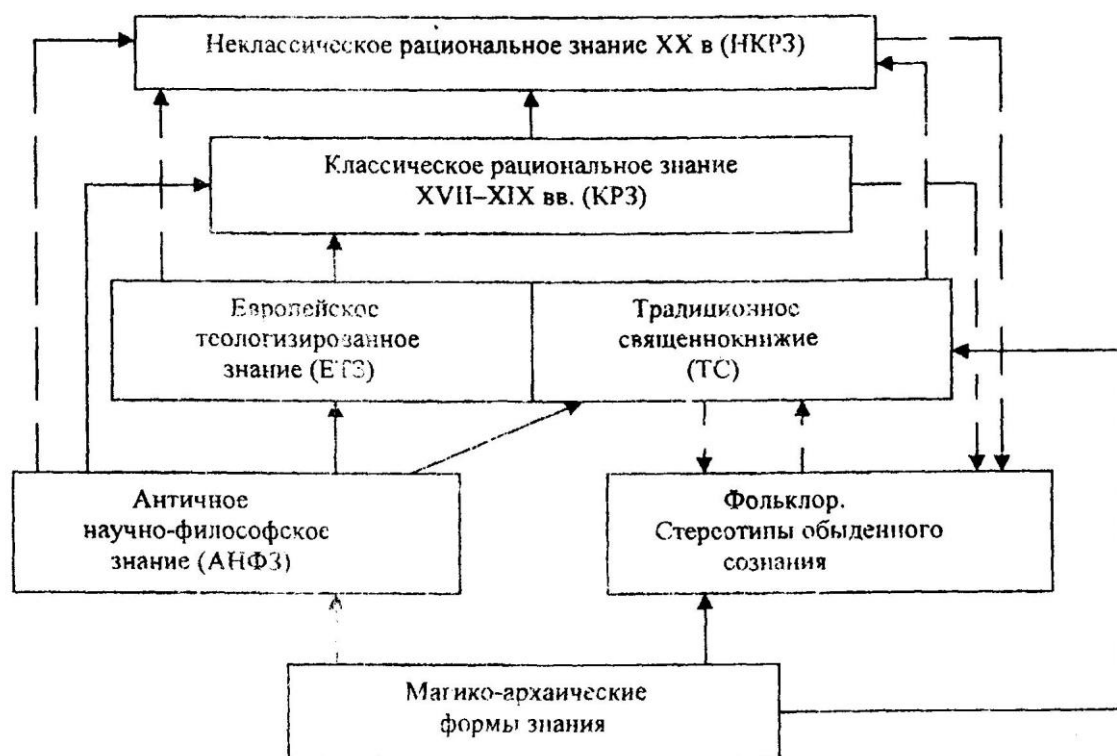 Неклассическое рациональное знание XX в (НКРЗ)
Классическое рациональное знание
XVII–XIX вв. (КРЗ)
Европейское
теологизированное
знание (ЕТЗ)
Традиционное
священнокнижие
(ТС)
Античное
научно-философское
знание (АНФЗ)
Фольклор.
Стереотипы обыденного
сознания
Магико-архаические
формы знания